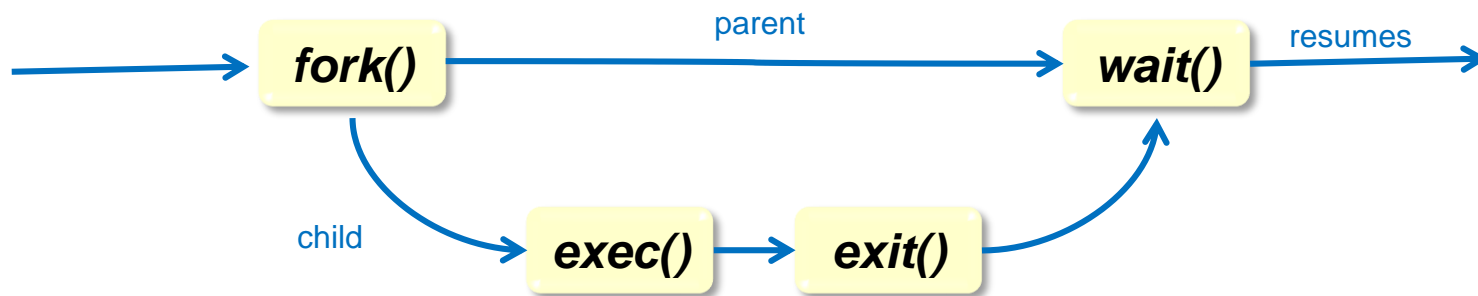 parent
resumes
fork()
wait()
child
exec()
exit()